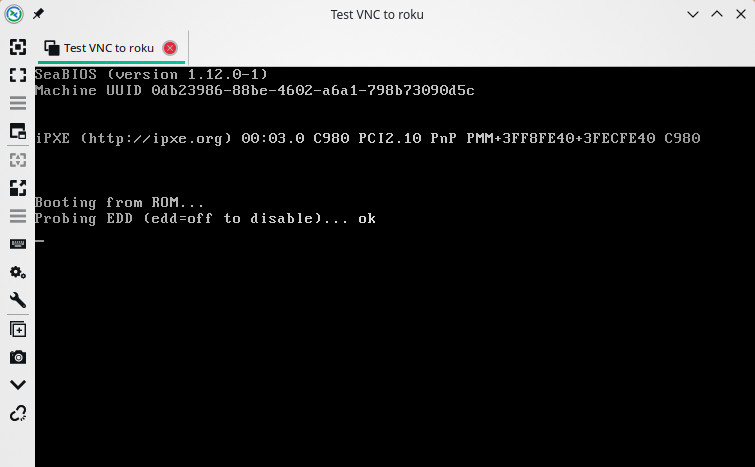 Test VNC to roku
Test VNC to roku
SeaBIOS (version 1.12.0-1)
Machine UUID 0db23986-88be-4602-a6a1-798b73090d5c
iPXE (http://ipxe.org) 00:03.0 C980 PCI2.10 PnP PMM+3FF8FE40+3FECFE40 C980
Booting from ROM...
Probing EDD (edd=off to disable)... ok